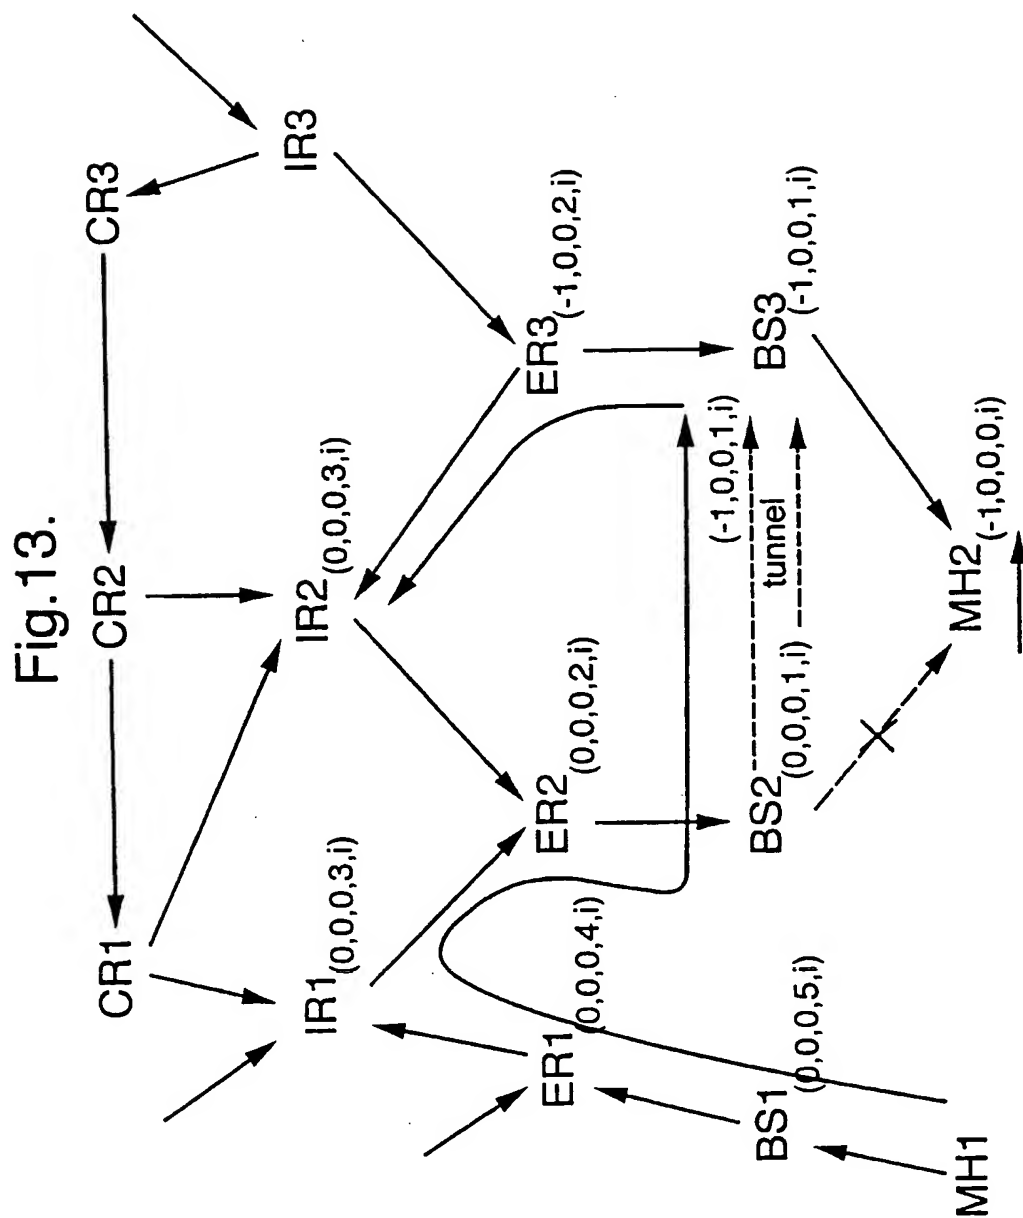 Fig.13.
CR1
CR2
CR3
IR1(0,0,0,3,i)
IR2(0,0,0,3,i)
IR3
ER1(0,0,0,4,i)
ER2(0,0,0,2,i)
ER3(-1,0,0,2,i)
(-1,0,0,1,i)
tunnel
BS1(0,0,0,5,i)
BS2(0,0,0,1,i)
BS3(-1,0,0,1,i)
MH1
MH2(-1,0,0,0,i)